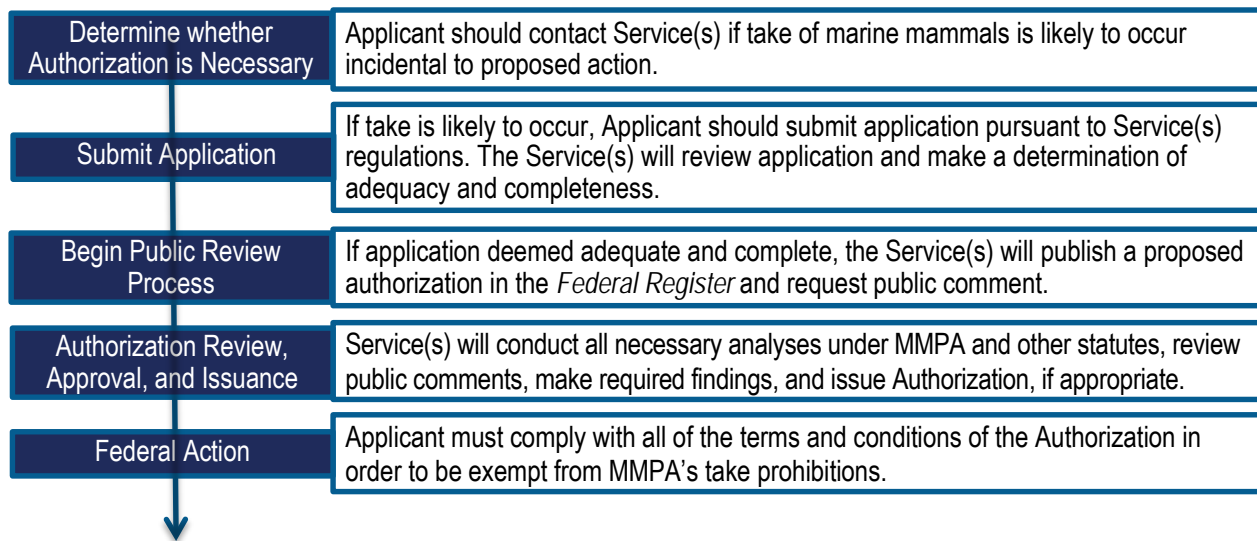 Determine whether
Authorization is Necessary
Applicant should contact Service(s) if take of marine mammals is likely to occur
incidental to proposed action.
Submit Application
If take is likely to occur, Applicant should submit application pursuant to Service(s)
regulations. The Service(s) will review application and make a determination of
adequacy and completeness.
Begin Public Review
Process
If application deemed adequate and complete, the Service(s) will publish a proposed
authorization in the Federal Register and request public comment.
Authorization Review,
Approval, and Issuance
Service(s) will conduct all necessary analyses under MMPA and other statutes, review
public comments, make required findings, and issue Authorization, if appropriate.
Federal Action
Applicant must comply with all of the terms and conditions of the Authorization in
order to be exempt from MMPA's take prohibitions.